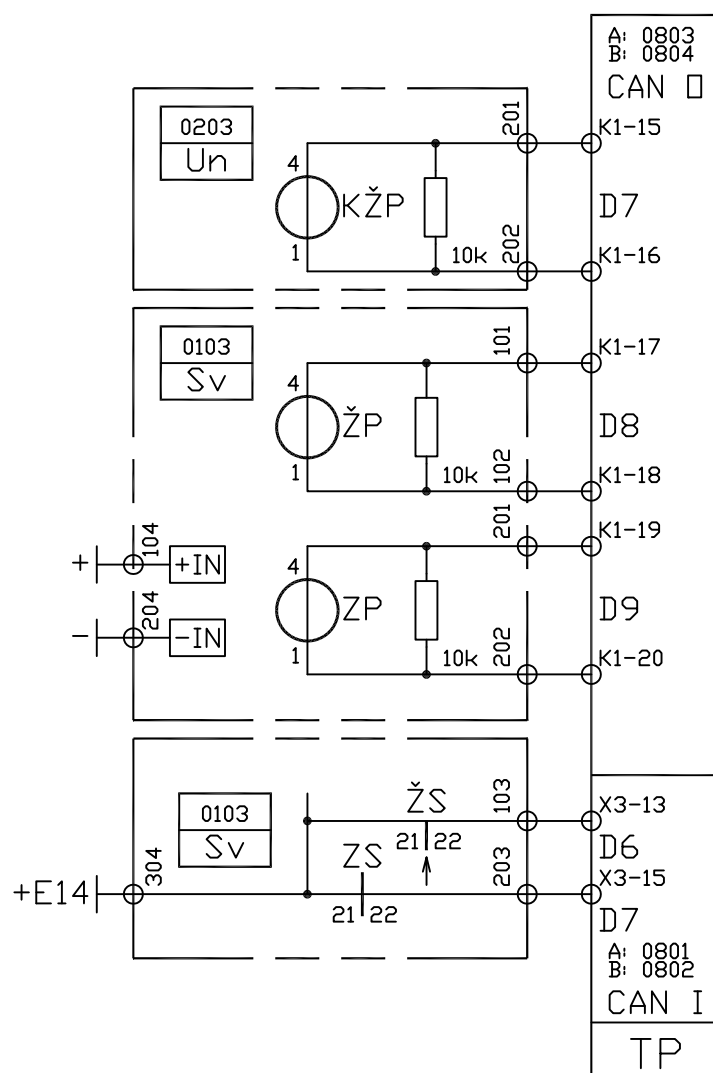 A: 0803
B: 0804
CAN O
0203
Un
201
K1-15
4
KŽP
D7
1
10k
202
K1-16
0103
Sv
101
K1-17
4
ŽP
D8
1
10k
102
K1-18
201
K1-19
+
104
+IN
4
ZP
D9
-
204
-IN
1
10k
202
K1-20
0103
Sv
ŽS
103
X3-13
21 22
D6
+E14
304
ZS
203
X3-15
21 22
D7
A: 0801
B: 0802
CAN I
TP